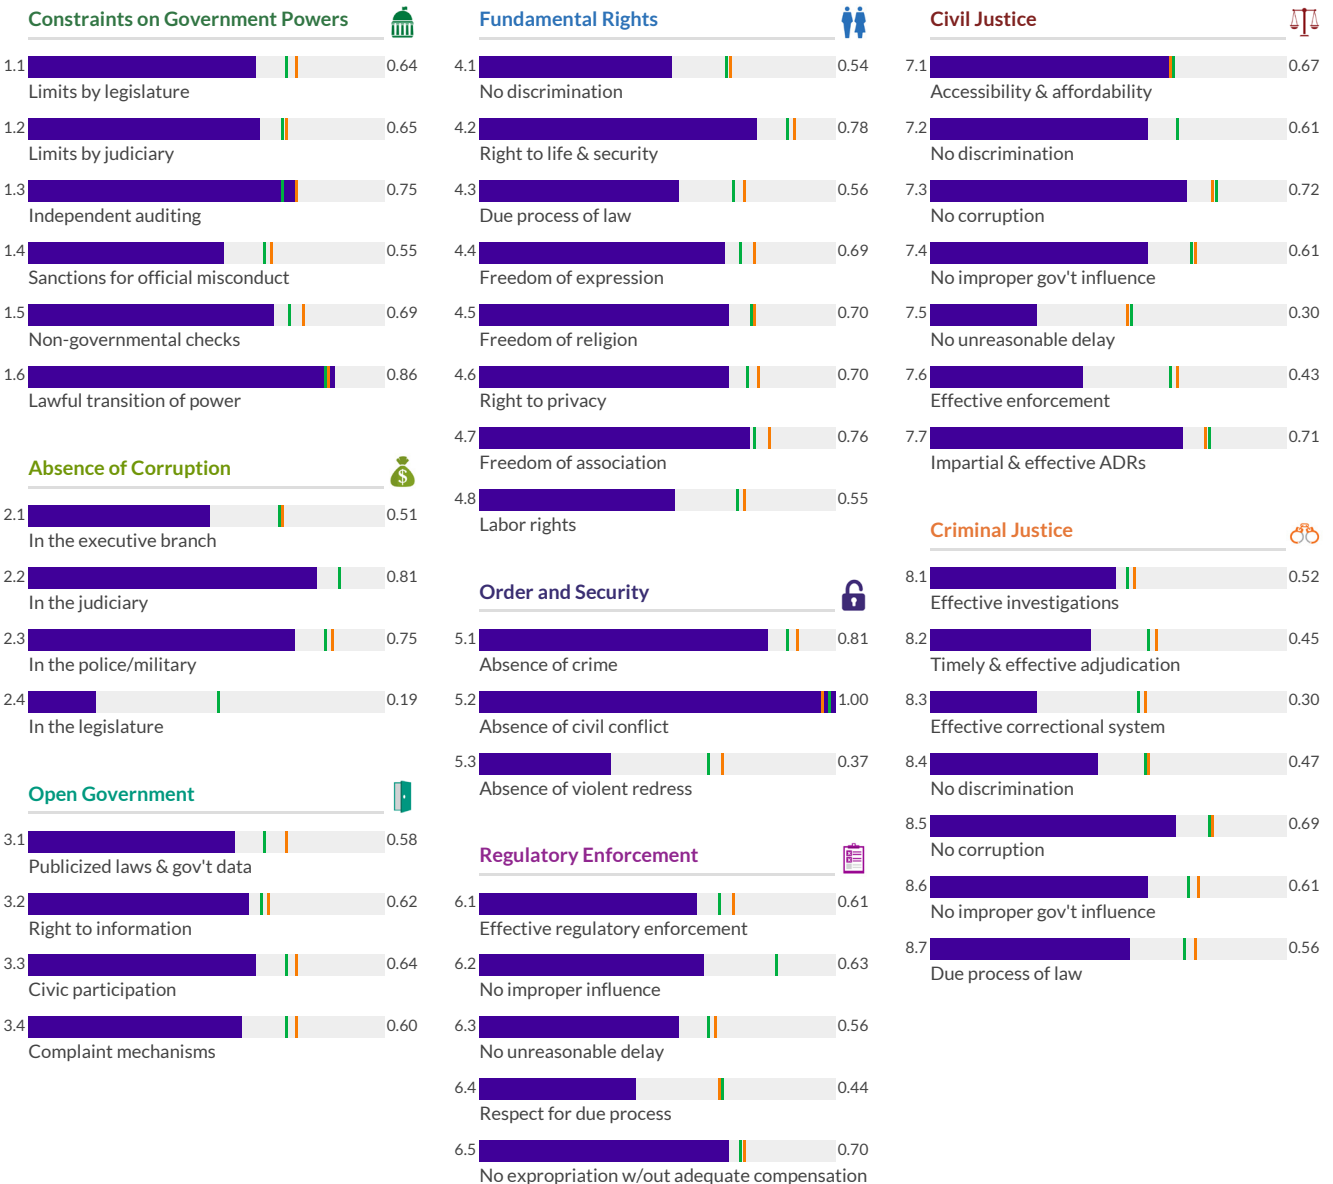 Constraints on Government Powers
1.1 0.64
Limits by legislature
1.2 0.65
Limits by judiciary
1.3 0.75
Independent auditing
1.4 0.55
Sanctions for official misconduct
1.5 0.69
Non-governmental checks
1.6 0.86
Lawful transition of power
Absence of Corruption
$
2.1 0.51
In the executive branch
2.2 0.81
In the judiciary
2.3 0.75
In the police/military
2.4 0.19
In the legislature
Open Government
3.1 0.58
Publicized laws & gov't data
3.2 0.62
Right to information
3.3 0.64
Civic participation
3.4 0.60
Complaint mechanisms
Fundamental Rights
4.1 0.54
No discrimination
4.2 0.78
Right to life & security
4.3 0.56
Due process of law
4.4 0.69
Freedom of expression
4.5 0.70
Freedom of religion
4.6 0.70
Right to privacy
4.7 0.76
Freedom of association
4.8 0.55
Labor rights
Order and Security
5.1 0.81
Absence of crime
5.2 1.00
Absence of civil conflict
5.3 0.37
Absence of violent redress
Regulatory Enforcement
6.1 0.61
Effective regulatory enforcement
6.2 0.63
No improper influence
6.3 0.56
No unreasonable delay
6.4 0.44
Respect for due process
6.5 0.70
No expropriation w/out adequate compensation
Civil Justice
7.1 0.67
Accessibility & affordability
7.2 0.61
No discrimination
7.3 0.72
No corruption
7.4 0.61
No improper gov't influence
7.5 0.30
No unreasonable delay
7.6 0.43
Effective enforcement
7.7 0.71
Impartial & effective ADRs
Criminal Justice
8.1 0.52
Effective investigations
8.2 0.45
Timely & effective adjudication
8.3 0.30
Effective correctional system
8.4 0.47
No discrimination
8.5 0.69
No corruption
8.6 0.61
No improper gov't influence
8.7 0.56
Due process of law